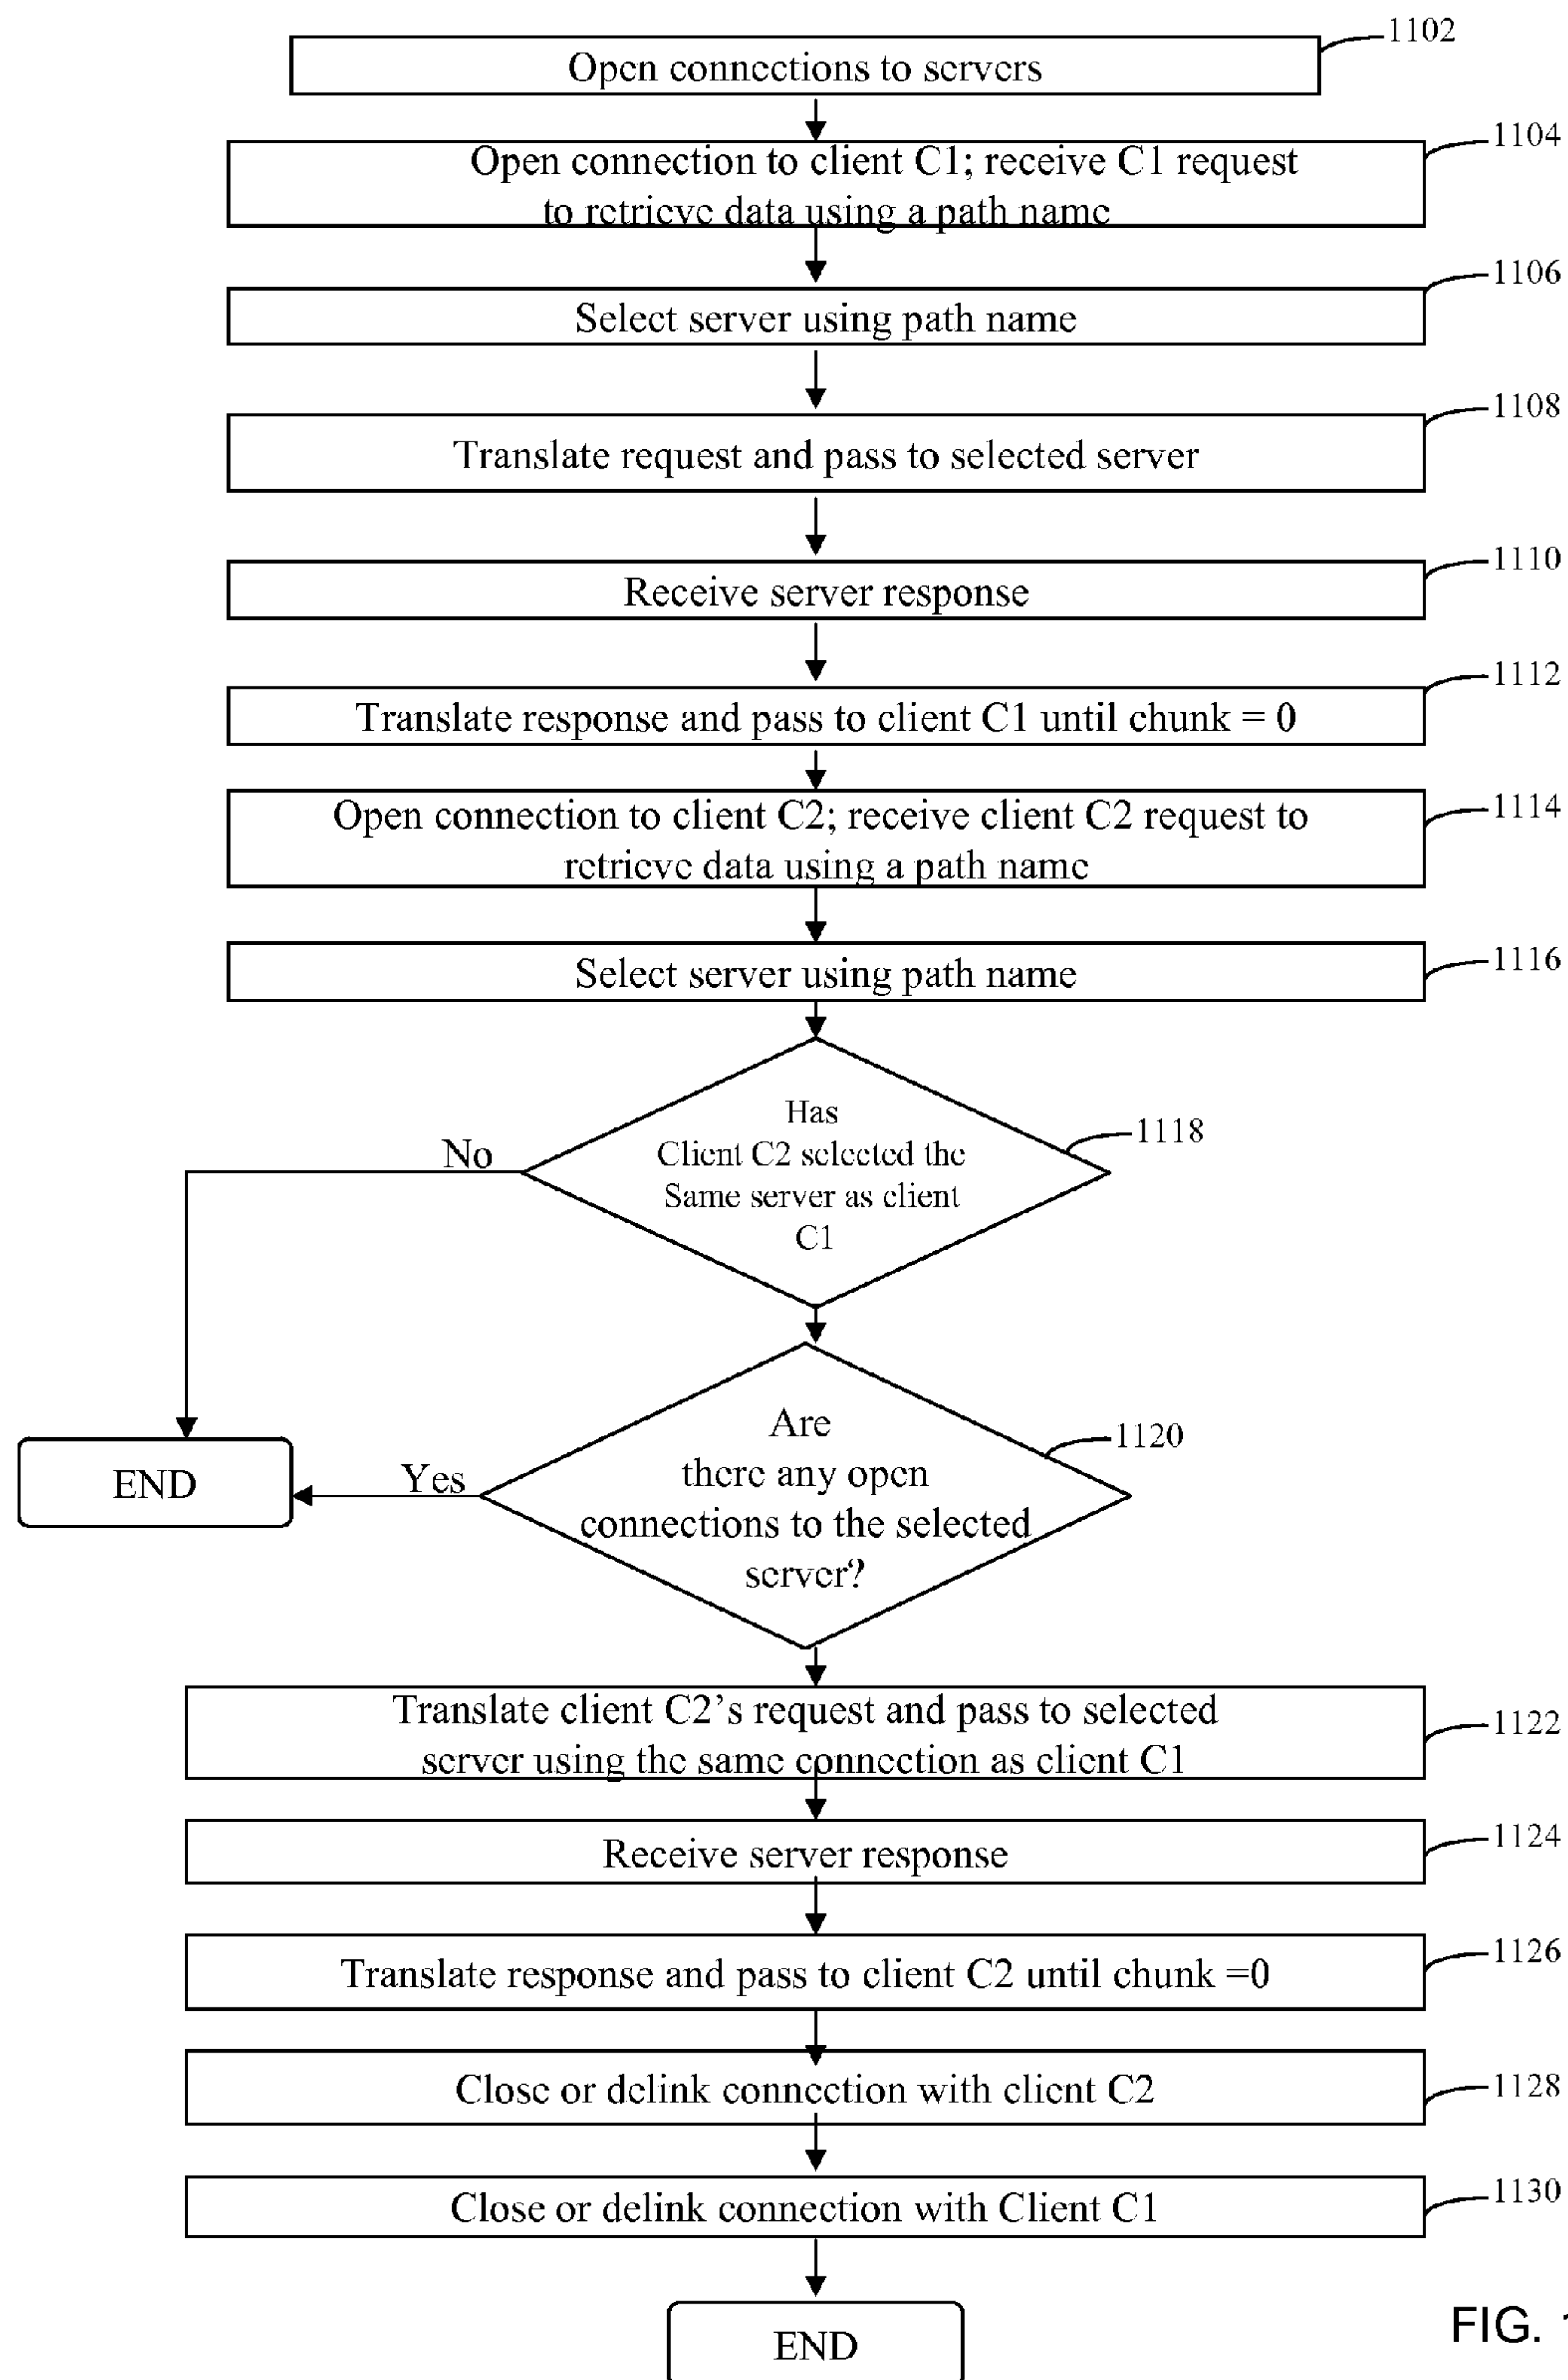 1102
Open connections to servers
1104
Open connection to client C1; receive C1 request
to retrieve data using a path name
1106
Select server using path name
1108
Translate request and pass to selected server
1110
Receive server response
1112
Translate response and pass to client C1 until chunk = 0
1114
Open connection to client C2; receive client C2 request to
retrieve data using a path name
1116
Select server using path name
1118
Has
Client C2 selected the
Same server as client
C1
No
1120
Are
there any open
connections to the selected
server?
Yes
END
1122
Translate client C2’s request and pass to selected
server using the same connection as client C1
1124
Receive server response
1126
Translate response and pass to client C2 until chunk =0
1128
Close or delink connection with client C2
1130
Close or delink connection with Client C1
END
FIG.